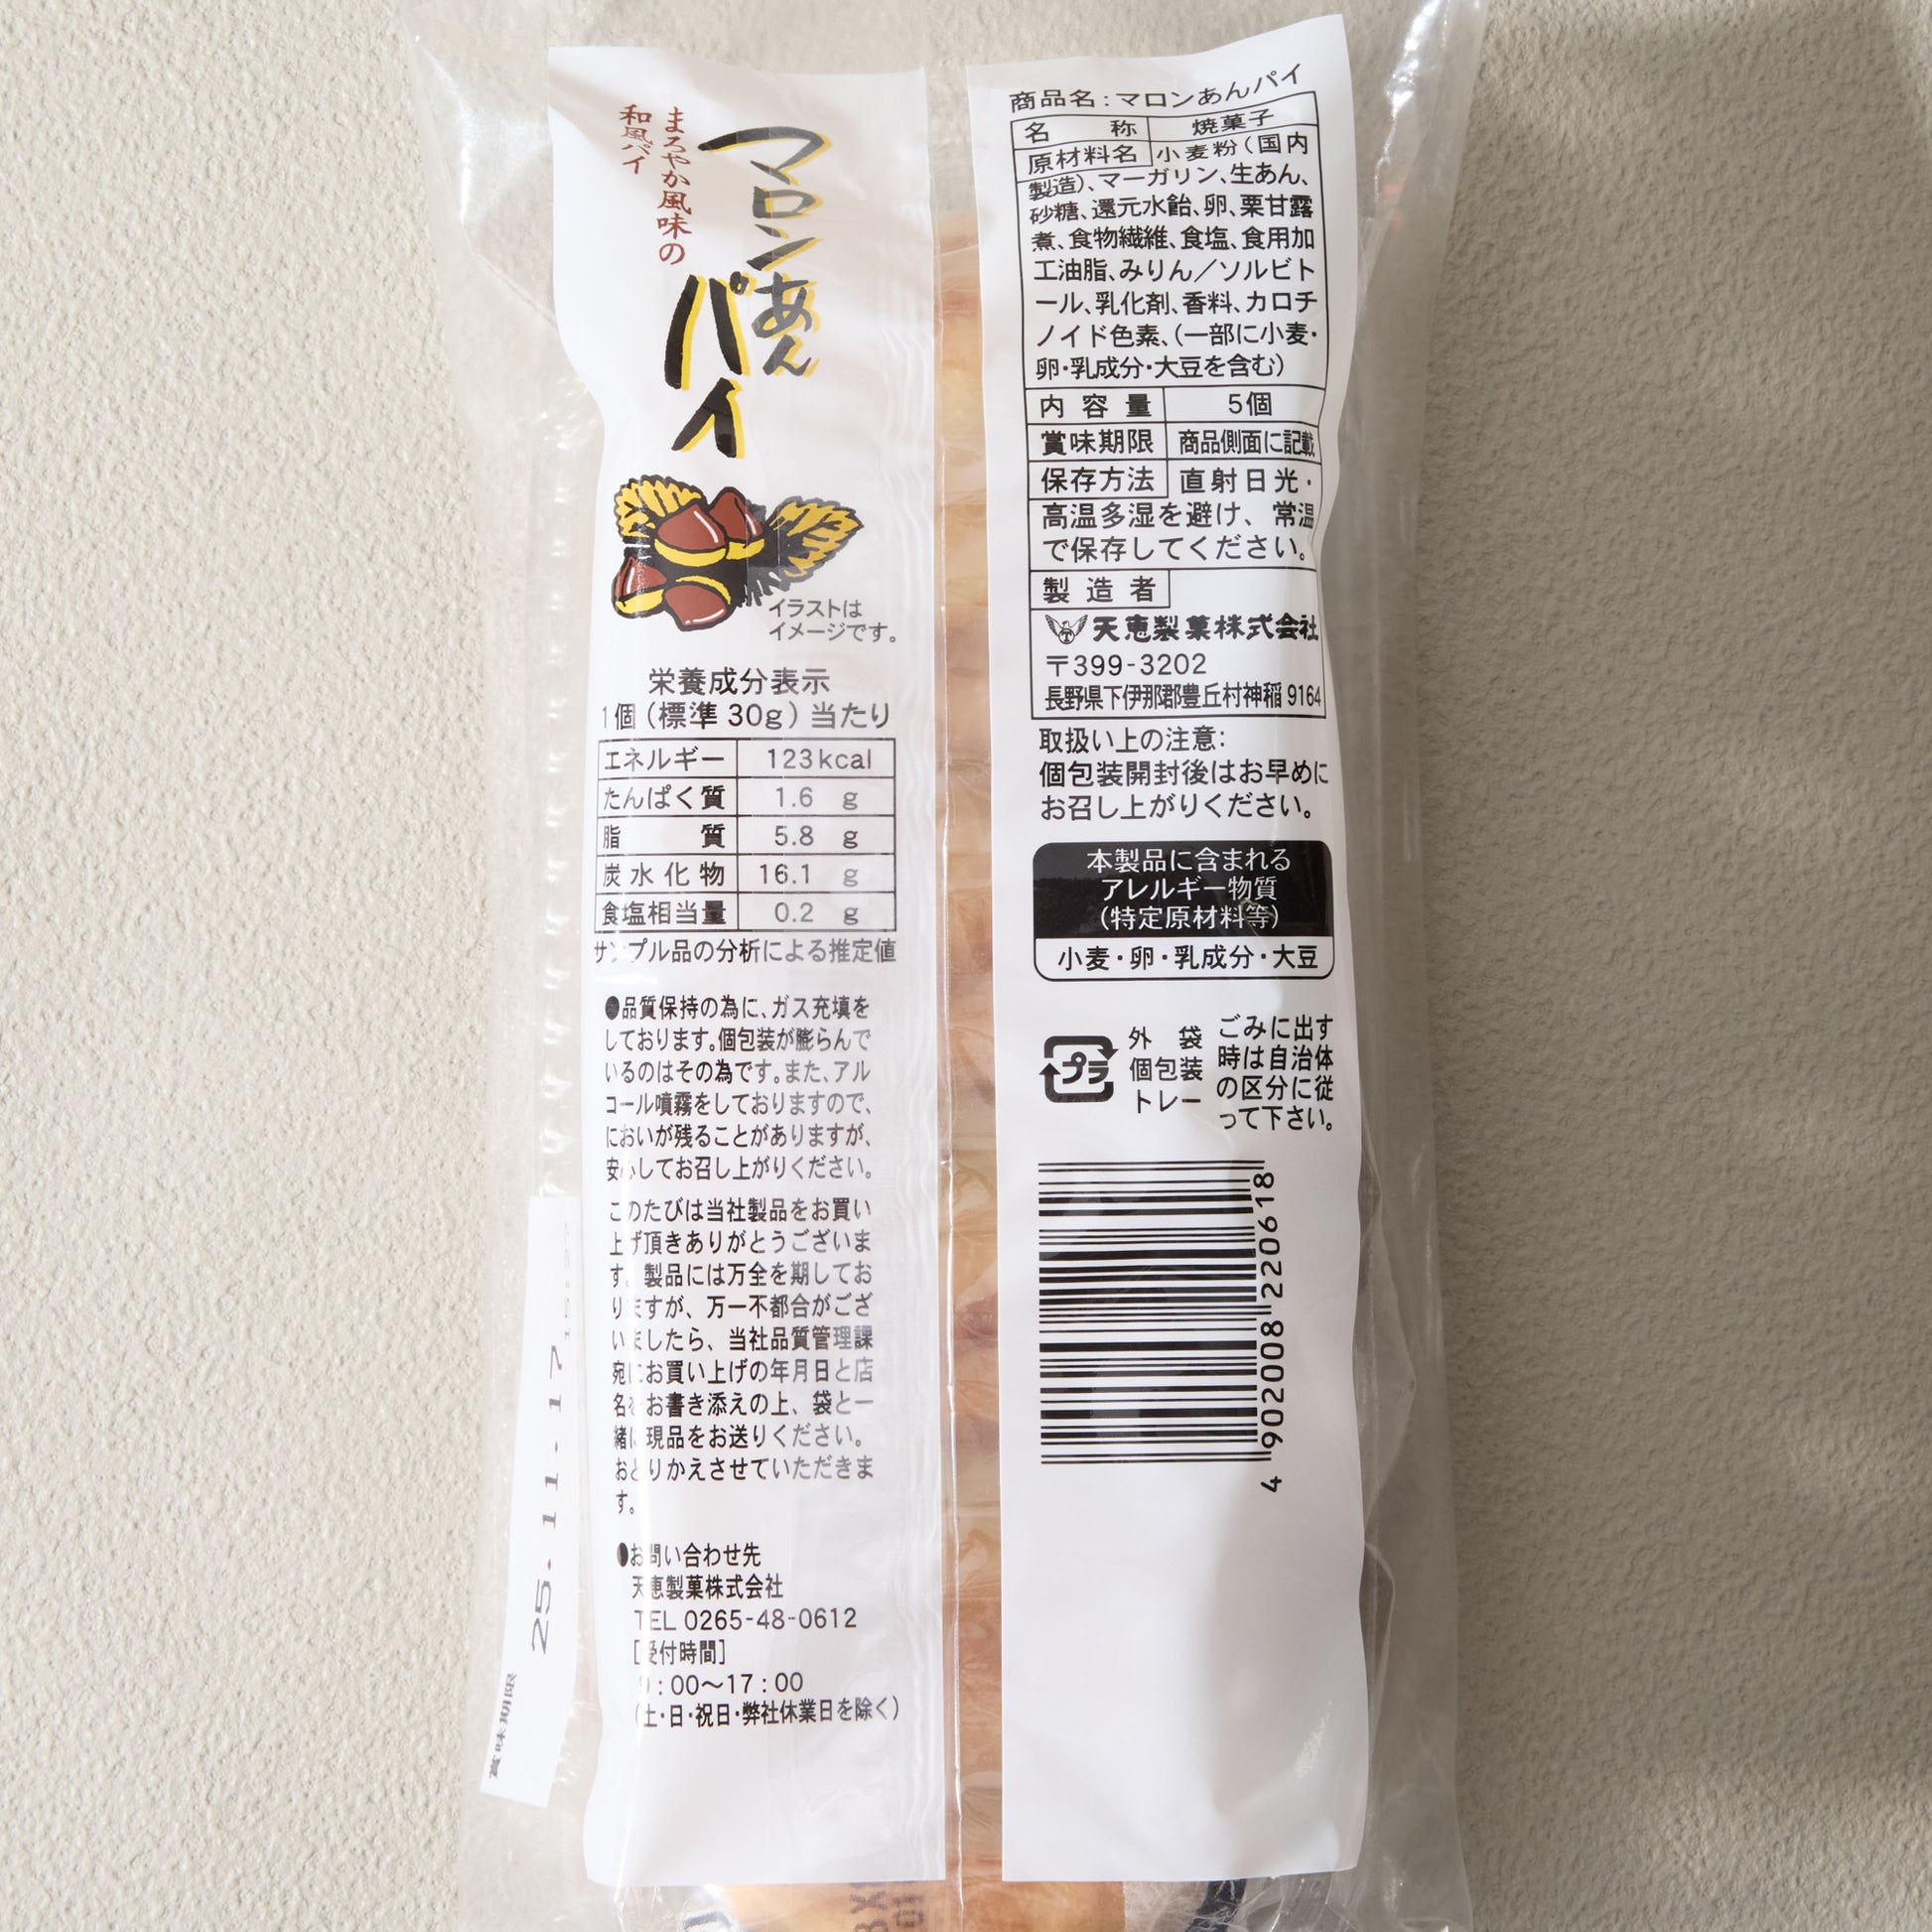 まろやか風味の
和風パイ
マロンあん
パイ
イラストは
イメージです。
栄養成分表示
1個(標準30g)当たり
エネルギー 123kcal
たんぱく質 1.6 g
脂質 5.8 g
炭水化物 16.1 g
食塩相当量 0.2 g
サンプル品の分析による推定値
●品質保持の為に、ガス充填を
しております。個包装が膨らんで
いるのはその為です。また、アル
コール噴霧をしておりますので、
においが残ることがありますが、
安心してお召し上がりください。
このたびは当社製品をお買い
上げ頂きありがとうございま
す。製品には万全を期してお
りますが、万一不都合がござ
いましたら、当社品質管理課
宛にお買い上げの年月日と店
名をお書き添えの上、袋と一
緒に現品をお送りください。
おとりかえさせていただきま
す。
●お問い合わせ先
天恵製菓株式会社
TEL 0265-48-0612
[受付時間]
9:00〜17:00
(土・日・祝日・弊社休業日を除く)
賞味期限 25.11.17
商品名:マロンあんパイ
名称 焼菓子
原材料名 小麦粉(国内
製造)、マーガリン、生あん、
砂糖、還元水飴、卵、栗甘露
煮、食物繊維、食塩、食用加
工油脂、みりん/ソルビト
ール、乳化剤、香料、カロチ
ノイド色素、(一部に小麦・
卵・乳成分・大豆を含む)
内容量 5個
賞味期限 商品側面に記載
保存方法 直射日光・
高温多湿を避け、常温
で保存してください。
製造者
天恵製菓株式会社
〒399-3202
長野県下伊那郡豊丘村神稲9164
取扱い上の注意:
個包装開封後はお早めに
お召し上がりください。
本製品に含まれる
アレルギー物質
(特定原材料等)
小麦・卵・乳成分・大豆
プラ
外袋
個包装
トレー
ごみに出す
時は自治体
の区分に従
って下さい。
4 902008 220618